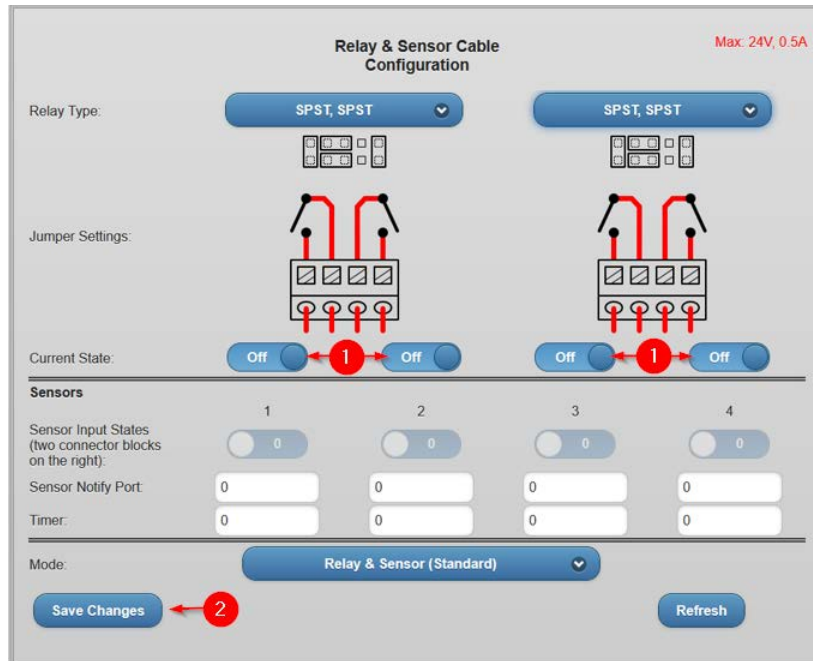 Relay & Sensor Cable
Configuration
Max: 24V, 0.5A
Relay Type:
SPST, SPST
SPST, SPST
Jumper Settings:
Current State:
Off
1
Off
Off
1
Off
Sensors
1
2
3
4
Sensor Input States
(two connector blocks
on the right):
0
0
0
0
Sensor Notify Port:
0
0
0
0
Timer:
0
0
0
0
Mode:
Relay & Sensor (Standard)
Save Changes
2
Refresh